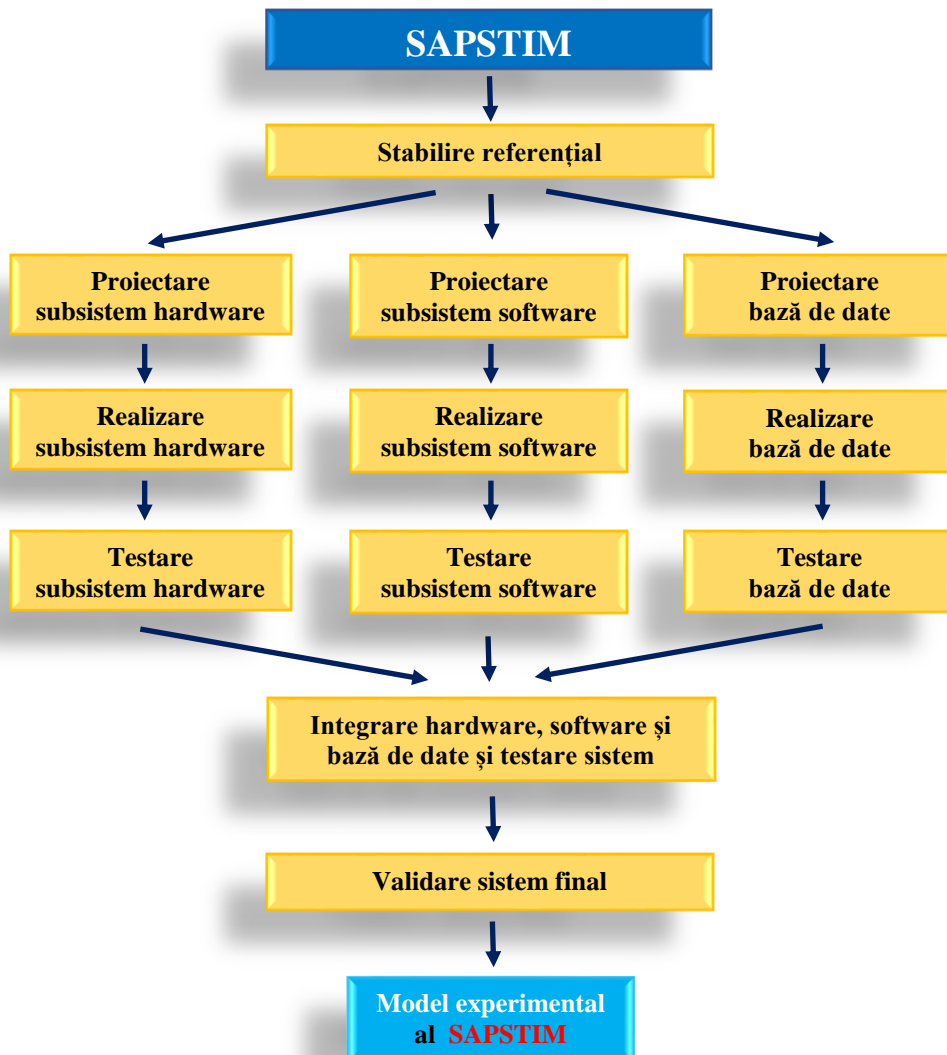 SAPSTIM
Stabilire referențial
Proiectare
subsistem hardware
Proiectare
subsistem software
Proiectare
bază de date
Realizare
subsistem hardware
Realizare
subsistem software
Realizare
bază de date
Testare
subsistem hardware
Testare
subsistem software
Testare
bază de date
Integrare hardware, software și
bază de date și testare sistem
Validare sistem final
Model experimental
al SAPSTIM